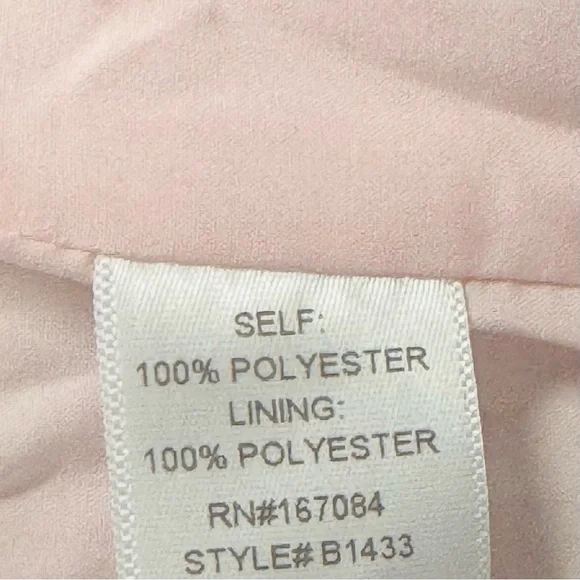 SELF:
100% POLYESTER
LINING:
100% POLYESTER
RN#167084
STYLE# B1433